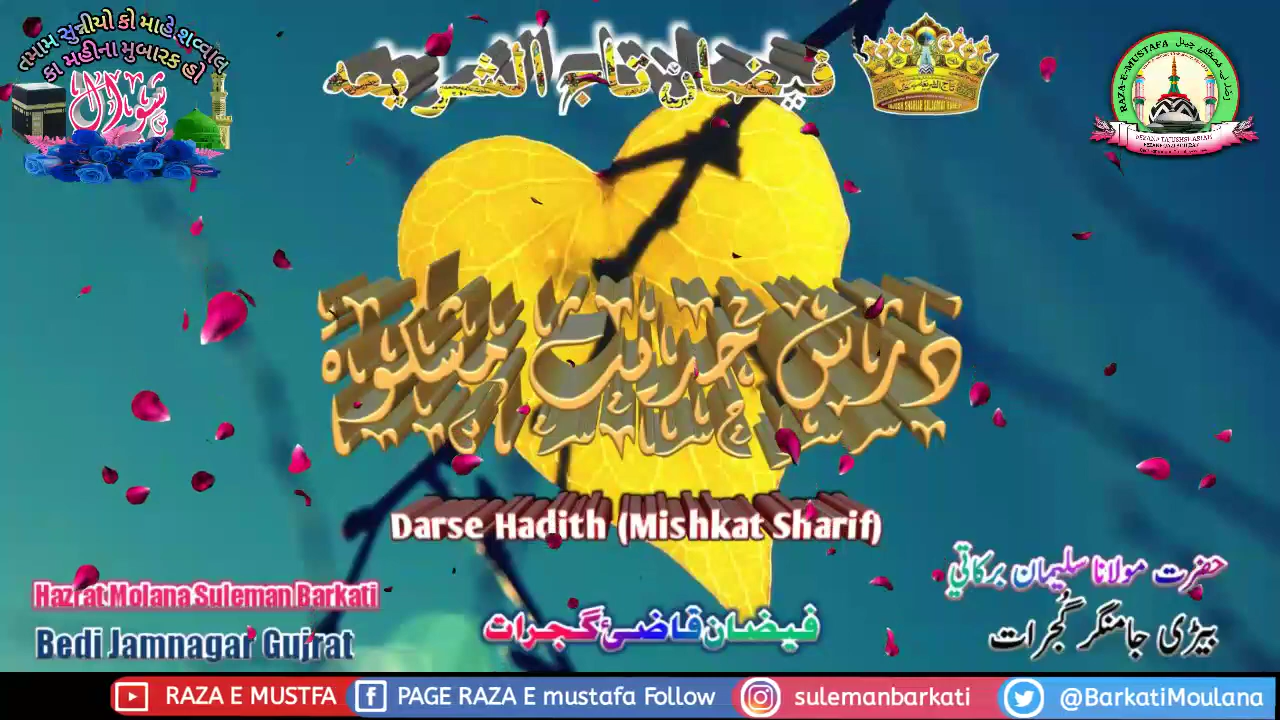 તમામ સુનીયો કો માહે શવ્વાલ
કા મહીના મુબારક હો
فیضان تاج الشریعہ
RAZA-E-MUSTAFA
درس حدیث مشکوٰۃ
Darse Hadith (Mishkat Sharif)
Hazrat Molana Suleman Barkati
Bedi Jamnagar Gujrat
فیضان قاضیٔ گجرات
حضرت مولانا سلیمان برکاتی
بیڑی جامنگر گجرات
RAZA E MUSTFA
PAGE RAZA E mustafa Follow
sulemanbarkati
@BarkatiMoulana